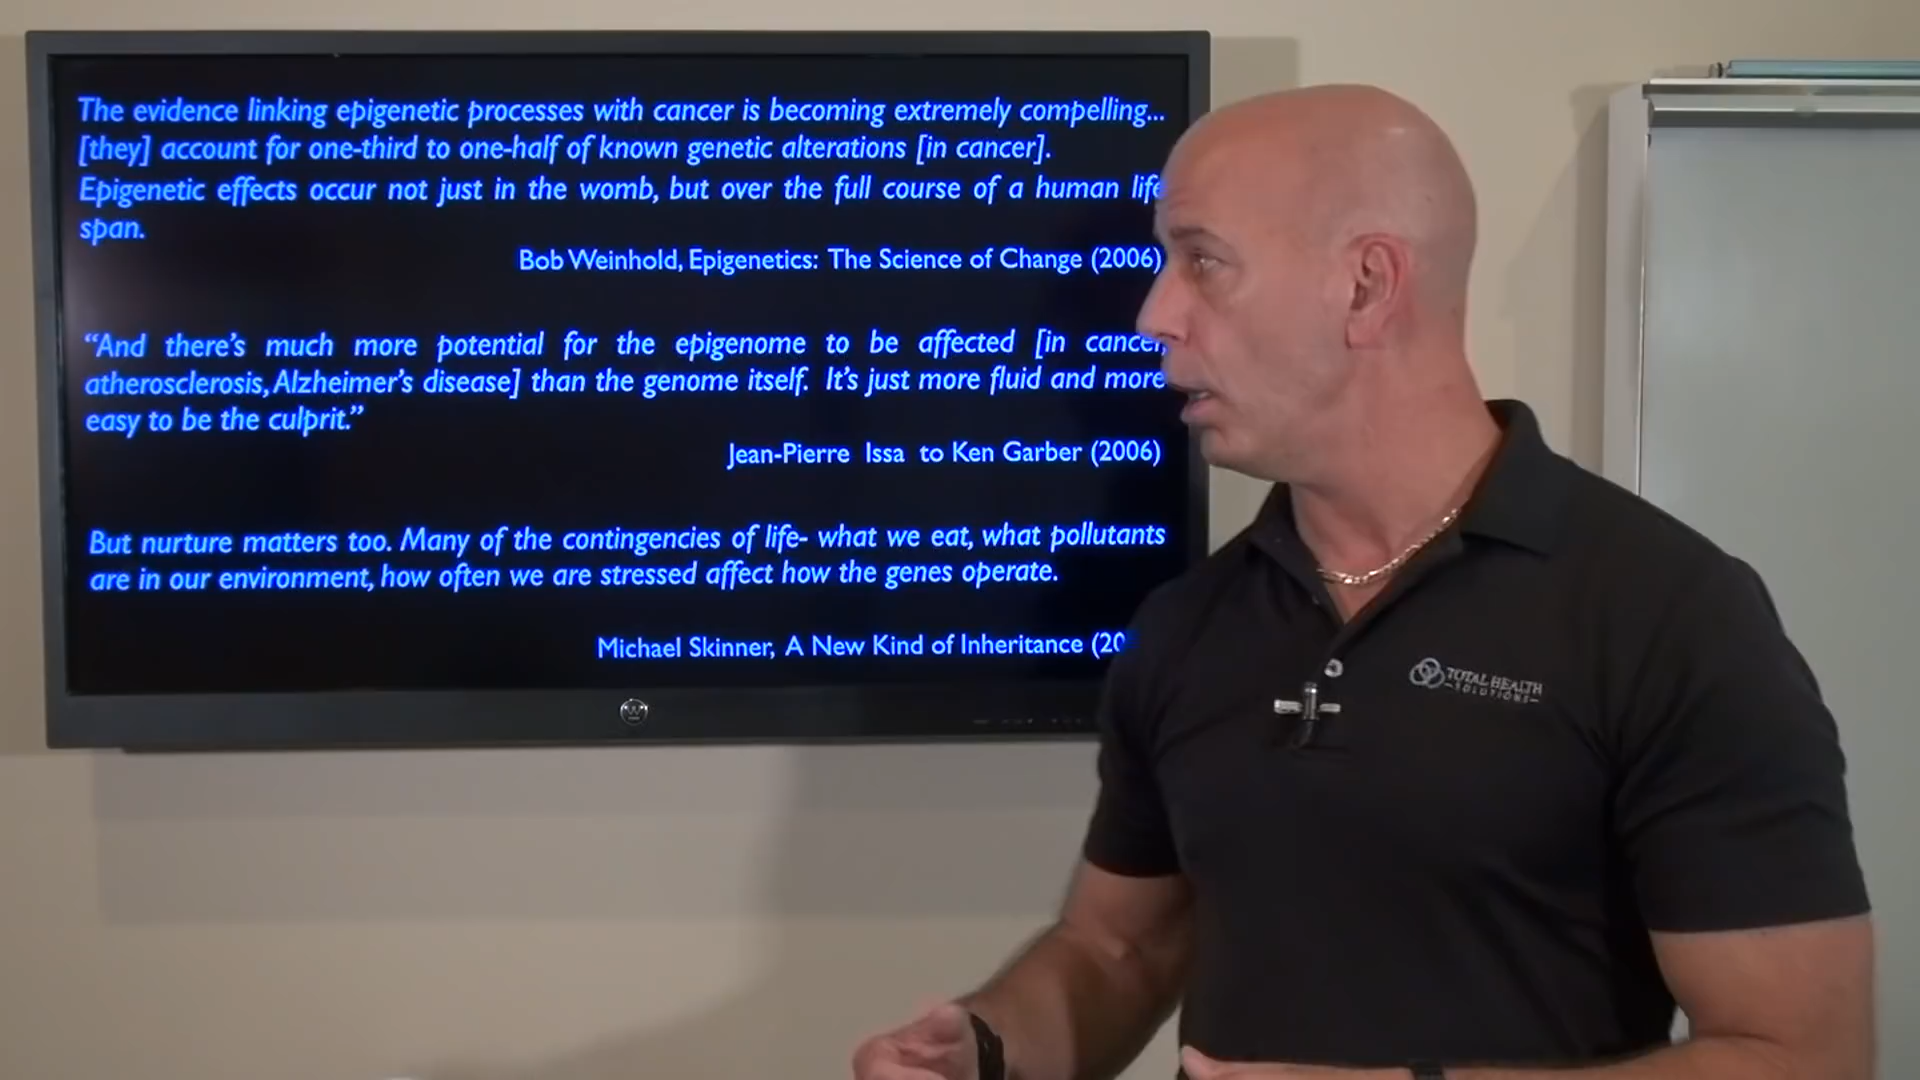 The evidence linking epigenetic processes with cancer is becoming extremely compelling...
[they] account for one-third to one-half of known genetic alterations [in cancer].
Epigenetic effects occur not just in the womb, but over the full course of a human life
span.
Bob Weinhold, Epigenetics: The Science of Change (2006)
“And there’s much more potential for the epigenome to be affected [in cancer,
atherosclerosis, Alzheimer’s disease] than the genome itself. It’s just more fluid and more
easy to be the culprit.”
Jean-Pierre Issa to Ken Garber (2006)
But nurture matters too. Many of the contingencies of life- what we eat, what pollutants
are in our environment, how often we are stressed affect how the genes operate.
Michael Skinner, A New Kind of Inheritance (20
TOTAL HEALTH
-SOLUTIONS-
W